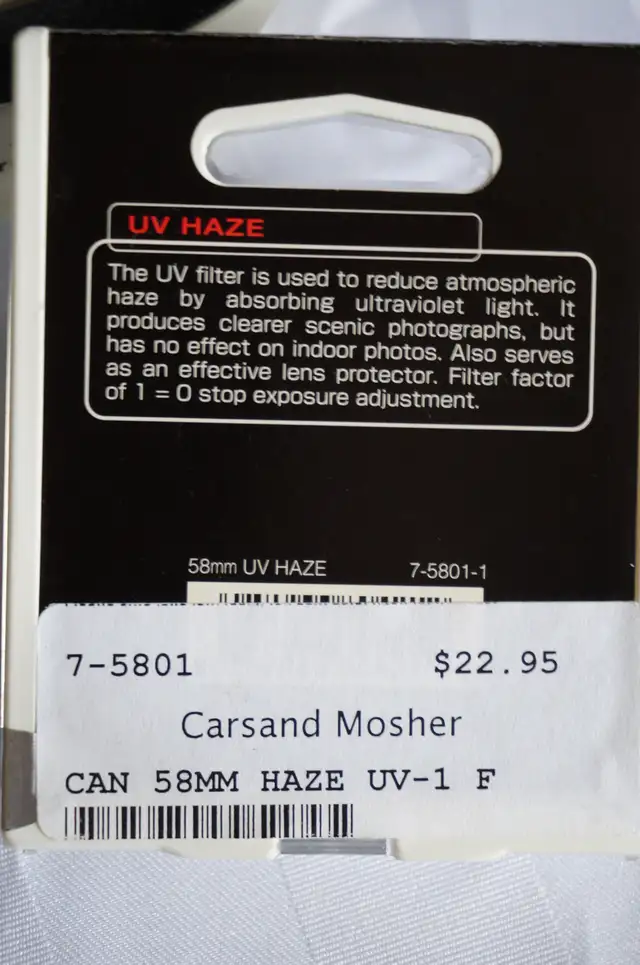 UV HAZE
The UV filter is used to reduce atmospheric
haze by absorbing ultraviolet light. It
produces clearer scenic photographs, but
has no effect on indoor photos. Also serves
as an effective lens protector. Filter factor
of 1 = 0 stop exposure adjustment.
58mm UV HAZE 7-5801-1
7-5801 $22.95
Carsand Mosher
CAN 58MM HAZE UV-1 F